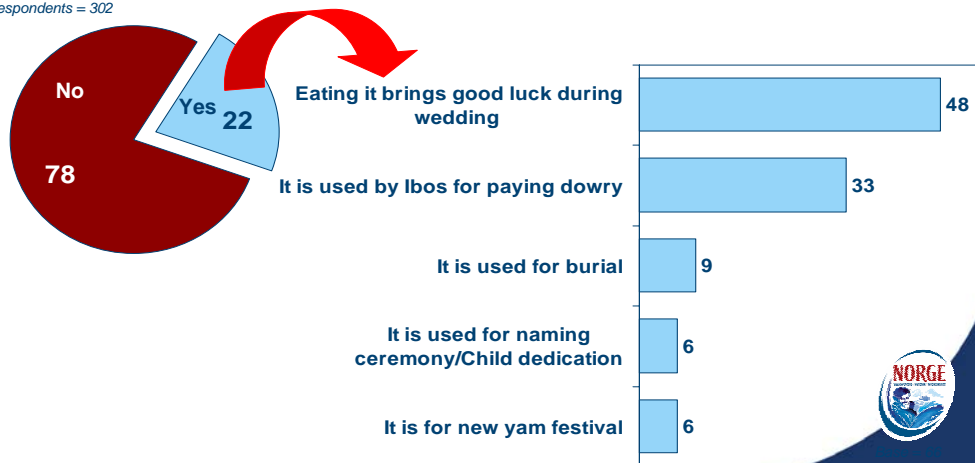 espondents = 302
No
78
Yes 22
Eating it brings good luck during
wedding
48
It is used by Ibos for paying dowry
33
It is used for burial
9
It is used for naming
ceremony/Child dedication
6
It is for new yam festival
6
NORGE